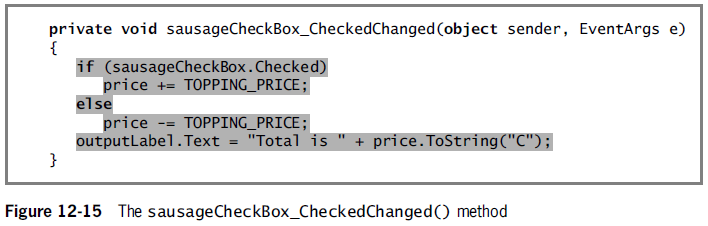 private void sausageCheckBox_CheckedChanged(object sender, EventArgs e)
{
if (sausageCheckBox.Checked)
price += TOPPING_PRICE;
else
price -= TOPPING_PRICE;
outputLabel.Text = "Total is " + price.ToString("C");
}
Figure 12-15 The sausageCheckBox_CheckedChanged() method